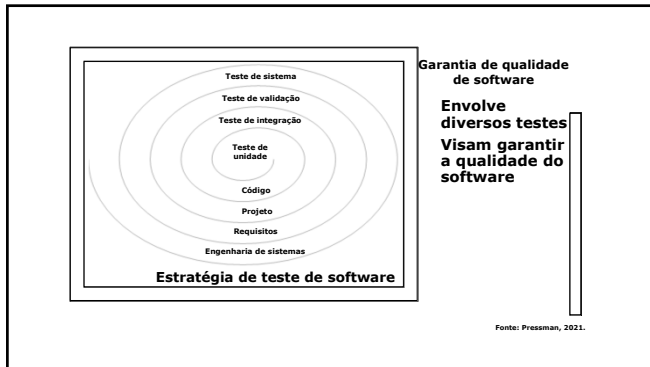 Teste de sistema
Teste de validação
Teste de integração
Teste de
unidade
Código
Projeto
Requisitos
Engenharia de sistemas
Estratégia de teste de software
Garantia de qualidade
de software
Envolve
diversos testes
Visam garantir
a qualidade do
software
Fonte: Pressman, 2021.